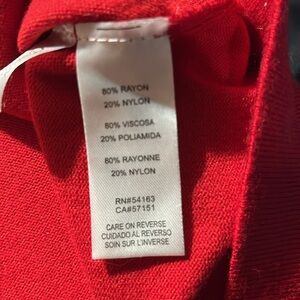 80% RAYON
20% NYLON
80% VISCOSA
20% POLIAMIDA
80% RAYONNE
20% NYLON
RN#54163
CA#57151
CARE ON REVERSE
CUIDADO AL REVERSO
SOIN SUR L'INVERSE